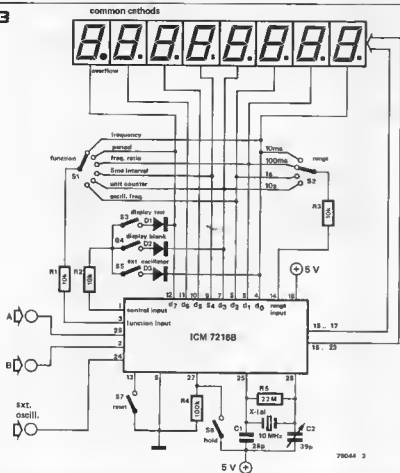 3
common cathods
overflow
frequency
period
function
S1
freq. ratio
time interval
unit counter
oscill. freq.
10ms
100ms
range
1s
S2
10s
S3
display test
D1
S4
display blank
D2
S5
ext oscillator
D3
R3
10k
R1
10k
R2
10k
5 V
12 11 10 9 7 6 5 4 14 18
d7 d6 d5 d4 d3 d2 d1 d0
range input
1 control input
3 function input
ICM 7216B
A
28
B
2
ext. oscill.
24
15.. 17
19.. 23
13
8
27
25
26
S7
reset
R4
100k
S6
hold
R5
22M
X-tal
10 MHz
C1
C2
39p
5 V
79044 3